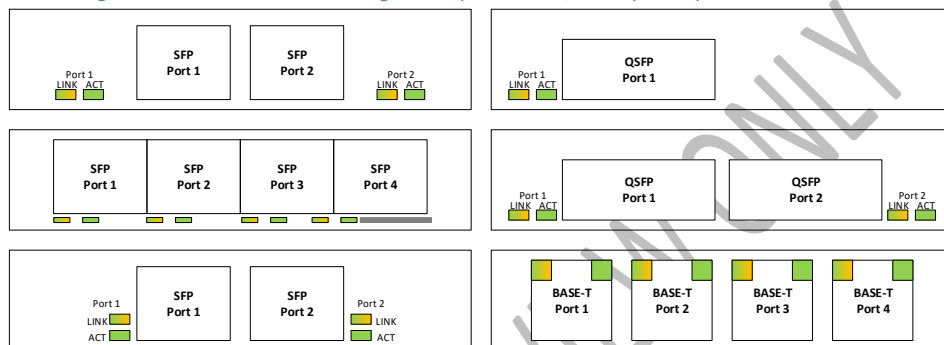 SFP
Port 1
SFP
Port 2
Port 1
LINK ACT
Port 2
LINK ACT
QSFP
Port 1
Port 1
LINK ACT
SFP
Port 1
SFP
Port 2
SFP
Port 3
SFP
Port 4
QSFP
Port 1
QSFP
Port 2
Port 1
LINK ACT
Port 2
LINK ACT
SFP
Port 1
SFP
Port 2
Port 1
LINK
ACT
Port 2
LINK
ACT
BASE-T
Port 1
BASE-T
Port 2
BASE-T
Port 3
BASE-T
Port 4
ONLY